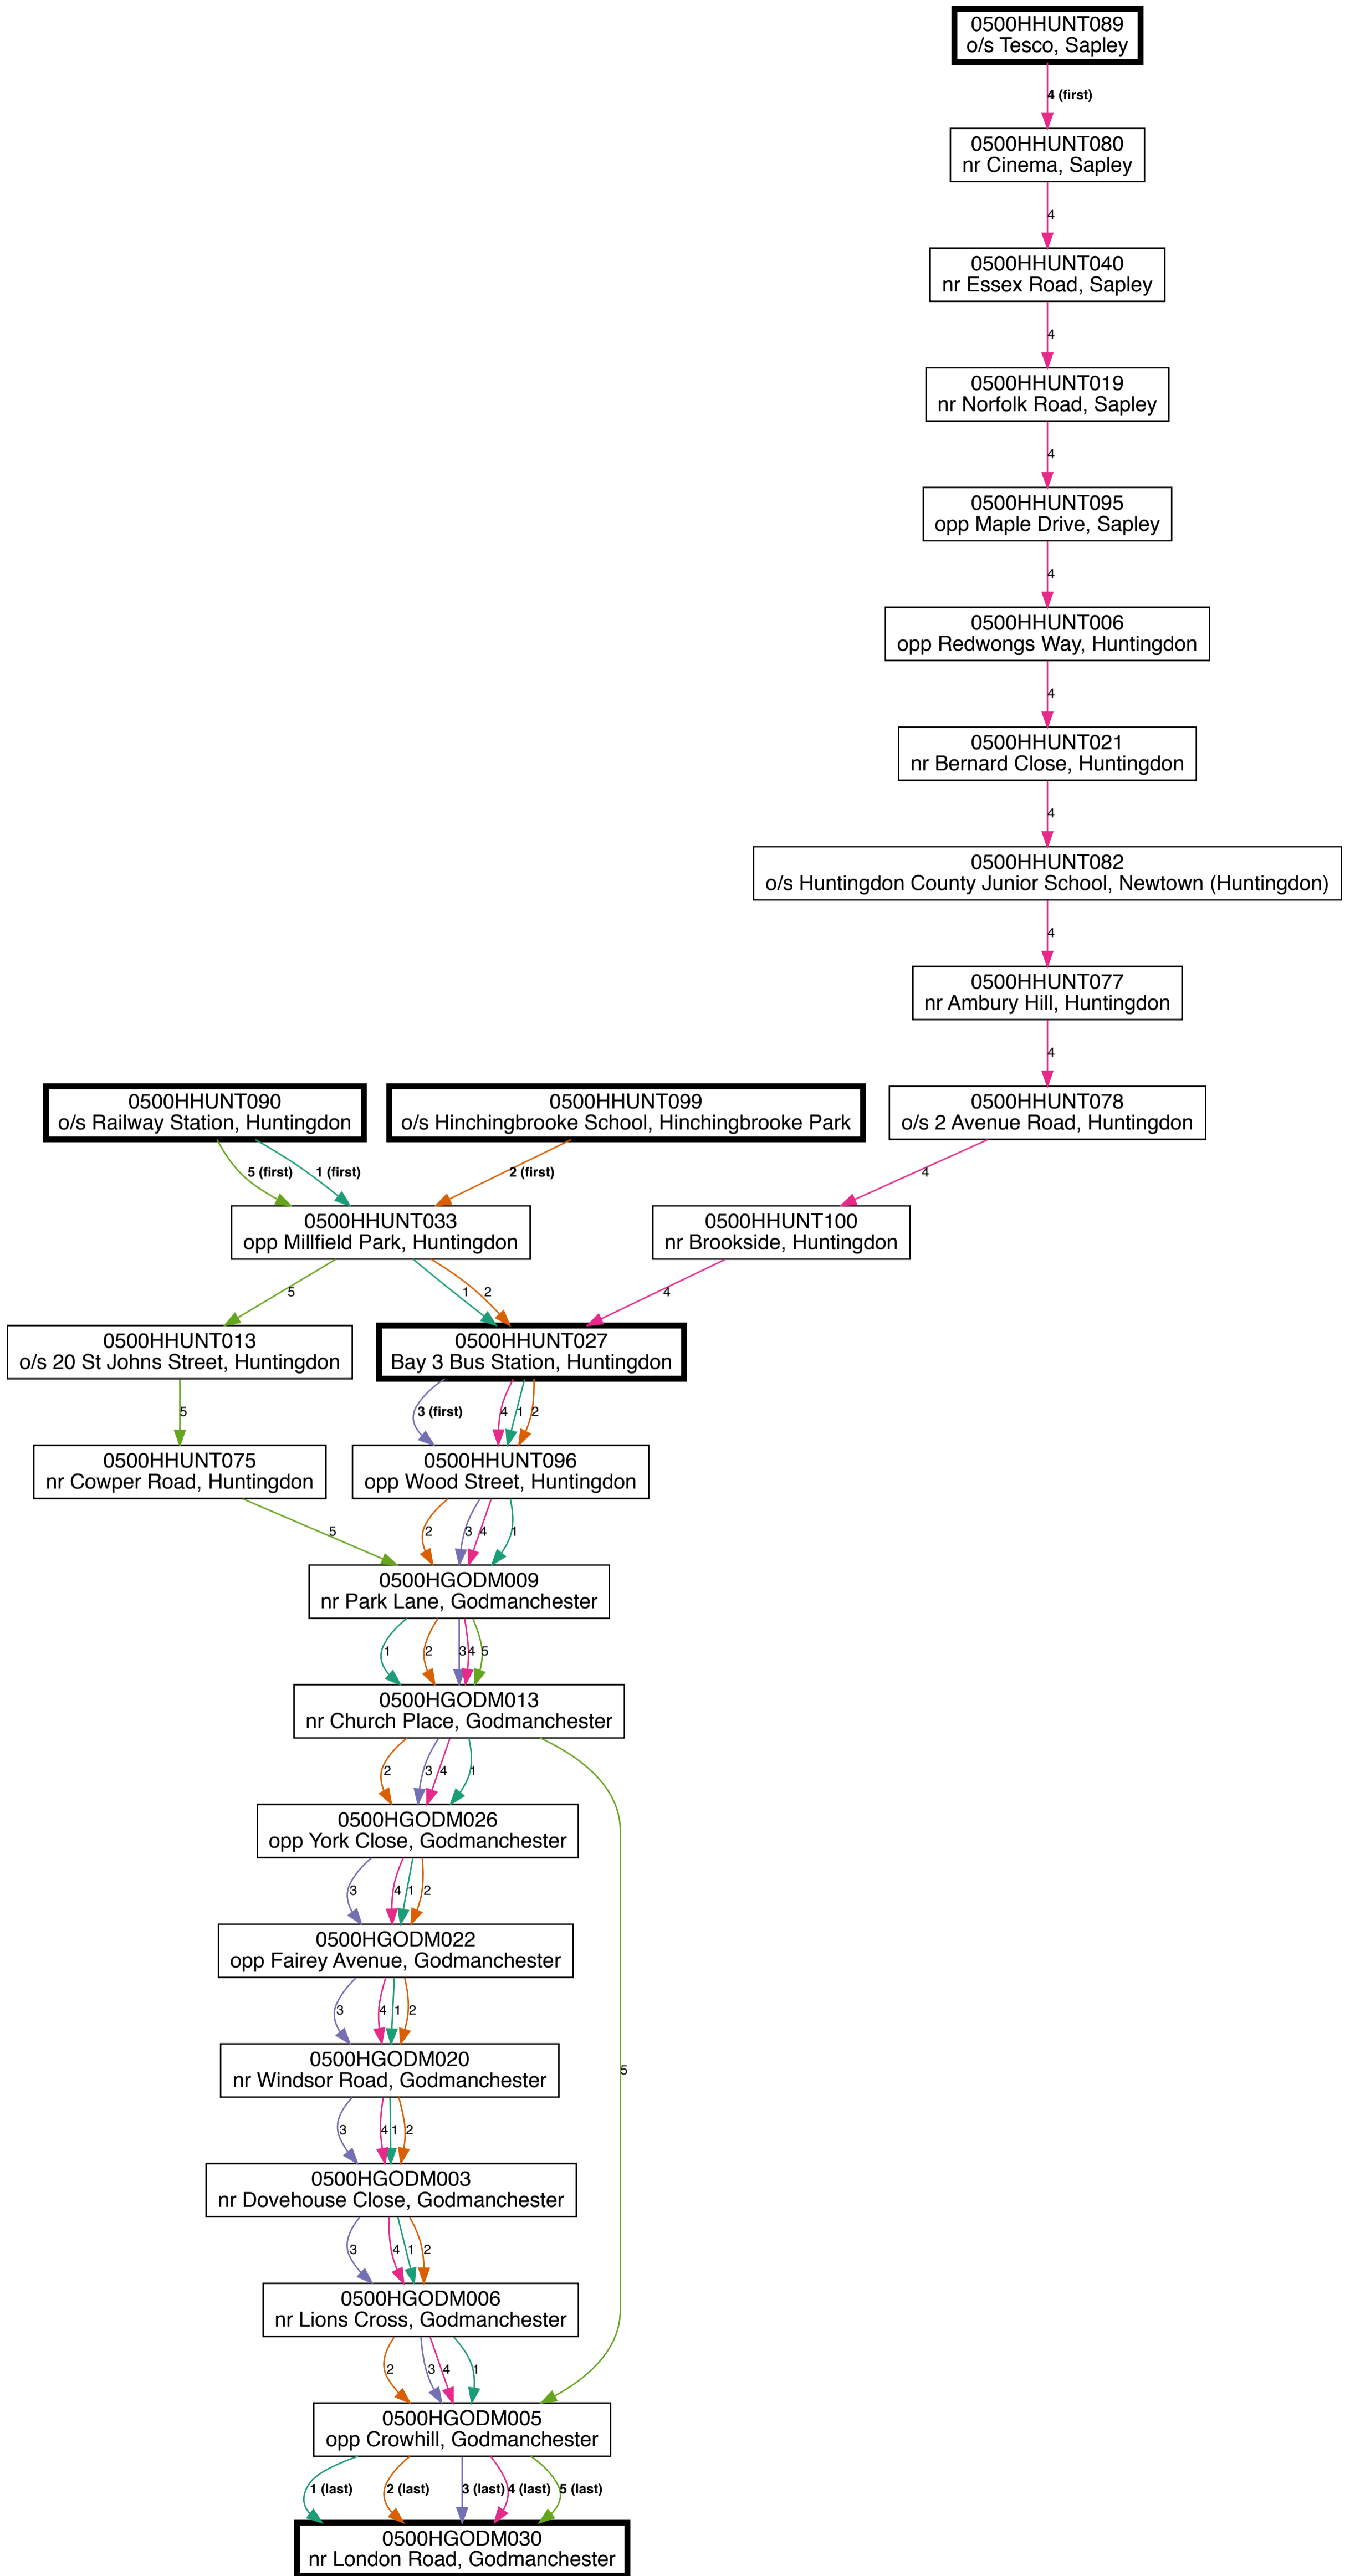 0500HHUNT089
o/s Tesco, Sapley
4 (first)
0500HHUNT080
nr Cinema, Sapley
4
0500HHUNT040
nr Essex Road, Sapley
4
0500HHUNT019
nr Norfolk Road, Sapley
4
0500HHUNT095
opp Maple Drive, Sapley
4
0500HHUNT006
opp Redwongs Way, Huntingdon
4
0500HHUNT021
nr Bernard Close, Huntingdon
4
0500HHUNT082
o/s Huntingdon County Junior School, Newtown (Huntingdon)
4
0500HHUNT077
nr Ambury Hill, Huntingdon
4
0500HHUNT090
o/s Railway Station, Huntingdon
0500HHUNT099
o/s Hinchingbrooke School, Hinchingbrooke Park
0500HHUNT078
o/s 2 Avenue Road, Huntingdon
5 (first) 1 (first) 2 (first) 4
0500HHUNT033
opp Millfield Park, Huntingdon
0500HHUNT100
nr Brookside, Huntingdon
5 1 2 4
0500HHUNT013
o/s 20 St Johns Street, Huntingdon
0500HHUNT027
Bay 3 Bus Station, Huntingdon
5 3 (first) 4 1 2
0500HHUNT075
nr Cowper Road, Huntingdon
0500HHUNT096
opp Wood Street, Huntingdon
5 2 3 4 1
0500HGODM009
nr Park Lane, Godmanchester
1 2 3 4 5
0500HGODM013
nr Church Place, Godmanchester
2 3 4 1
0500HGODM026
opp York Close, Godmanchester
3 4 1 2
0500HGODM022
opp Fairey Avenue, Godmanchester
3 4 1 2
0500HGODM020
nr Windsor Road, Godmanchester
5
3 4 1 2
0500HGODM003
nr Dovehouse Close, Godmanchester
3 4 1 2
0500HGODM006
nr Lions Cross, Godmanchester
2 3 4 1
0500HGODM005
opp Crowhill, Godmanchester
1 (last) 2 (last) 3 (last) 4 (last) 5 (last)
0500HGODM030
nr London Road, Godmanchester